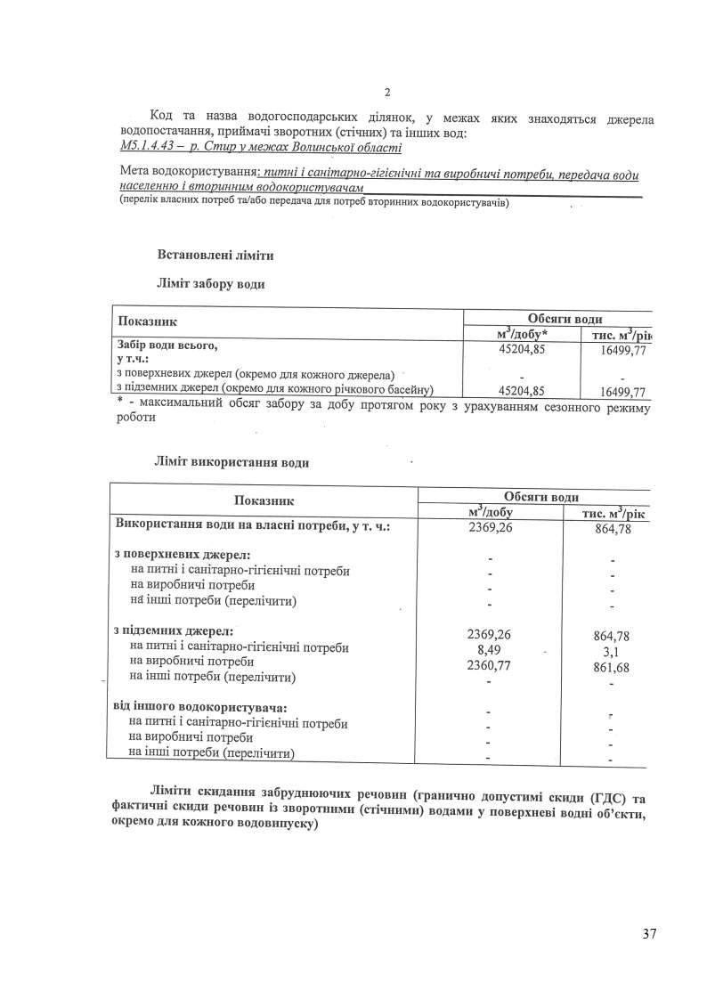 2
Код та назва водогосподарських ділянок, у межах яких знаходяться джерела
водопостачання, приймачі зворотних (стічних) та інших вод:
М5.1.4.43 – р. Стир у межах Волинської області
Мета водокористування: питні і санітарно-гігієнічні та виробничі потреби, передача води
населенню і вторинним водокористувачам
(перелік власних потреб та/або передача для потреб вторинних водокористувачів)
Встановлені ліміти
Ліміт забору води
Показник Обсяги води
м³/добу* тис. м³/рік
Забір води всього, 45204,85 16499,77
у т.ч.:
з поверхневих джерел (окремо для кожного джерела) - -
з підземних джерел (окремо для кожного річкового басейну) 45204,85 16499,77
* - максимальний обсяг забору за добу протягом року з урахуванням сезонного режиму
роботи
Ліміт використання води
Показник Обсяги води
м³/добу тис. м³/рік
Використання води на власні потреби, у т. ч.: 2369,26 864,78
з поверхневих джерел: - -
на питні і санітарно-гігієнічні потреби - -
на виробничі потреби - -
на інші потреби (перелічити) - -
з підземних джерел: 2369,26 864,78
на питні і санітарно-гігієнічні потреби 8,49 3,1
на виробничі потреби 2360,77 861,68
на інші потреби (перелічити) - -
від іншого водокористувача: - -
на питні і санітарно-гігієнічні потреби - -
на виробничі потреби - -
на інші потреби (перелічити) - -
Ліміти скидання забруднюючих речовин (гранично допустимі скиди (ГДС) та
фактичні скиди речовин із зворотними (стічними) водами у поверхневі водні об’єкти,
окремо для кожного водовипуску)
37